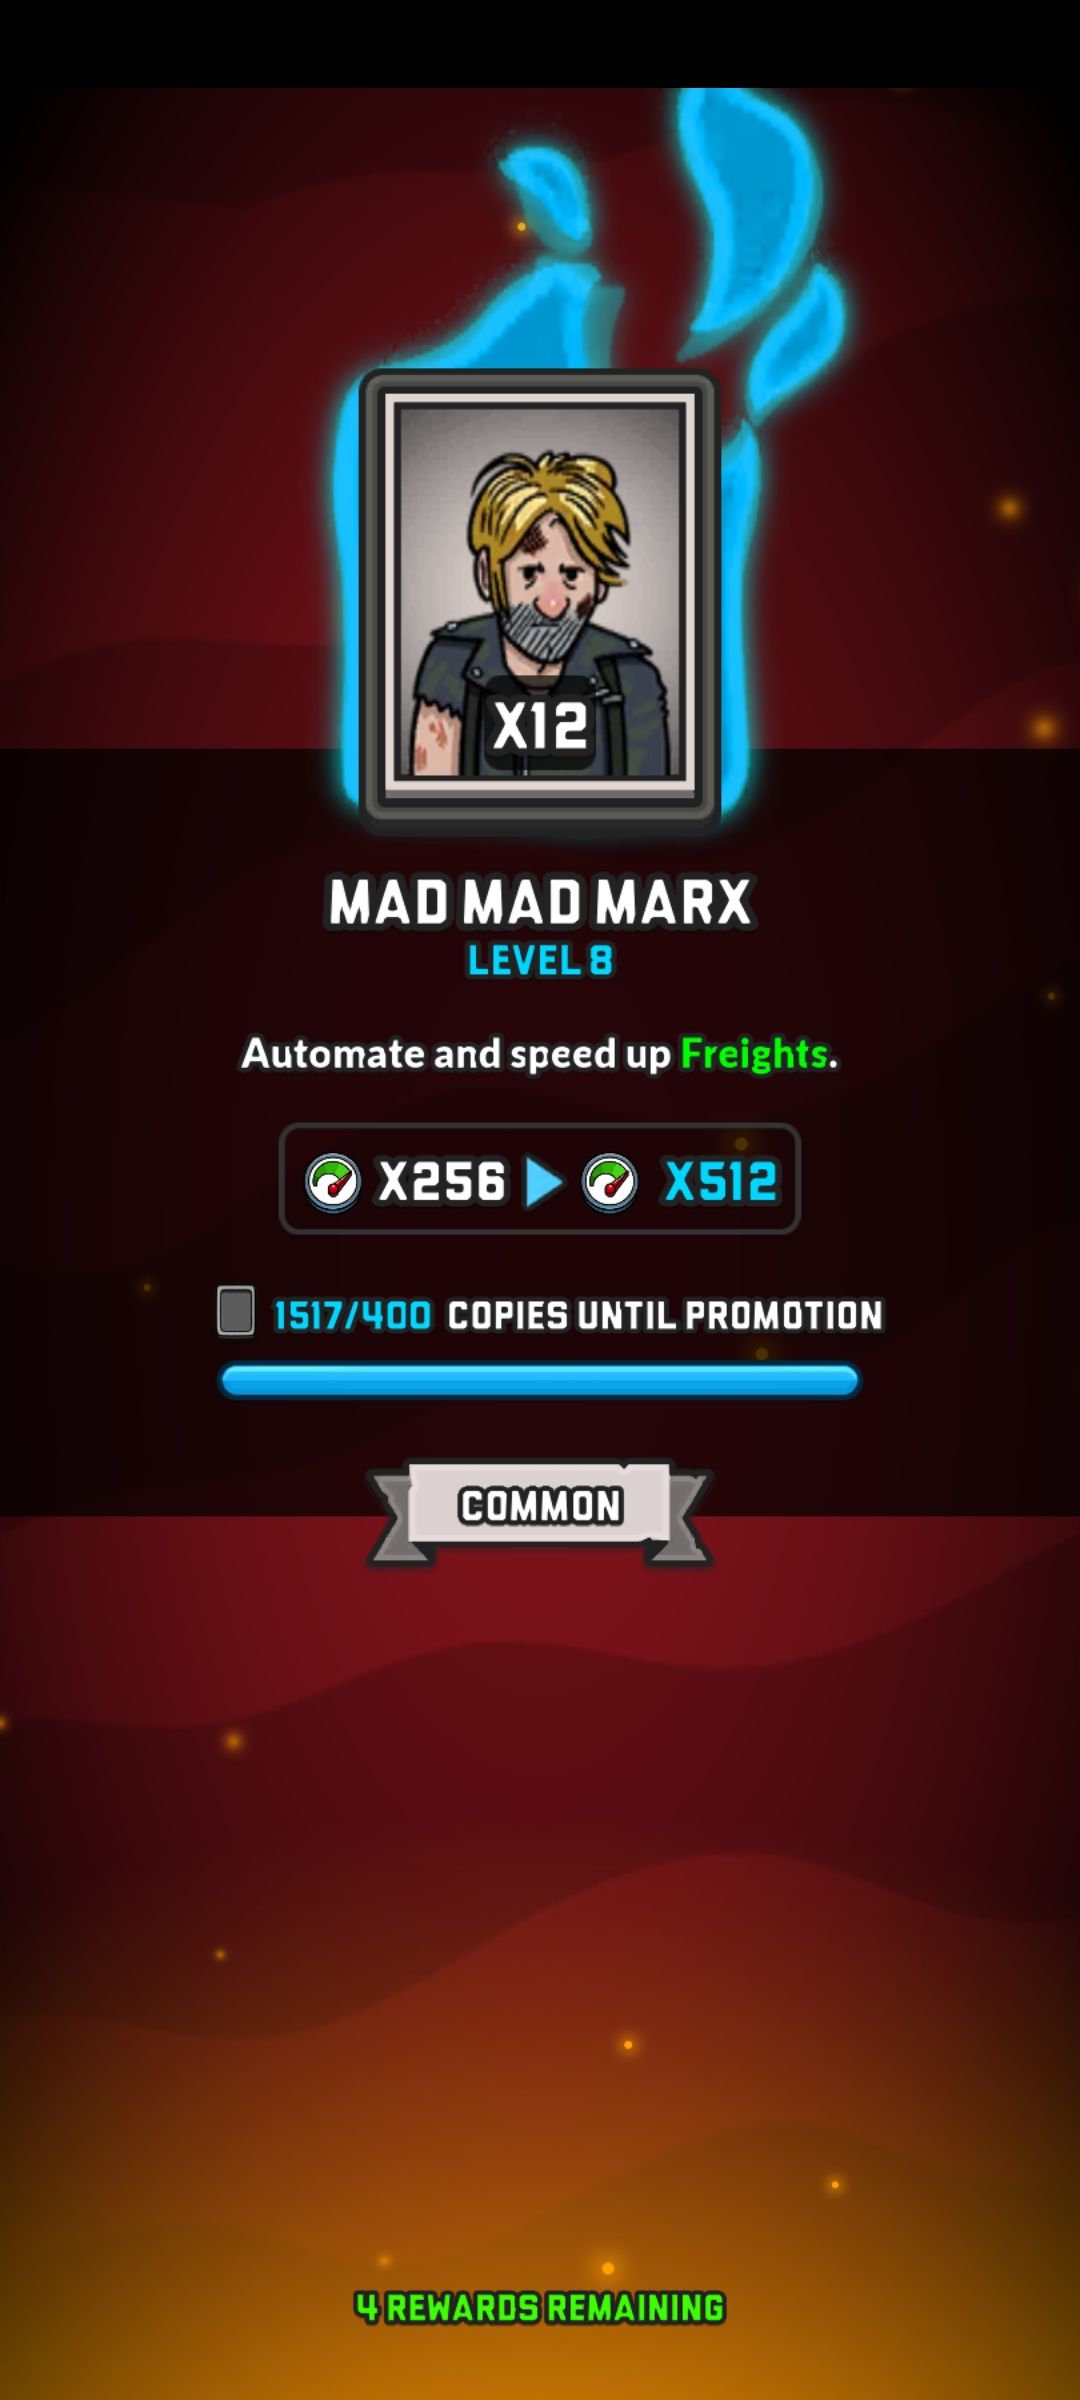 X12
MAD MAD MARX
LEVEL 8
Automate and speed up Freights.
X256 X512
1517/400 COPIES UNTIL PROMOTION
COMMON
4 REWARDS REMAINING